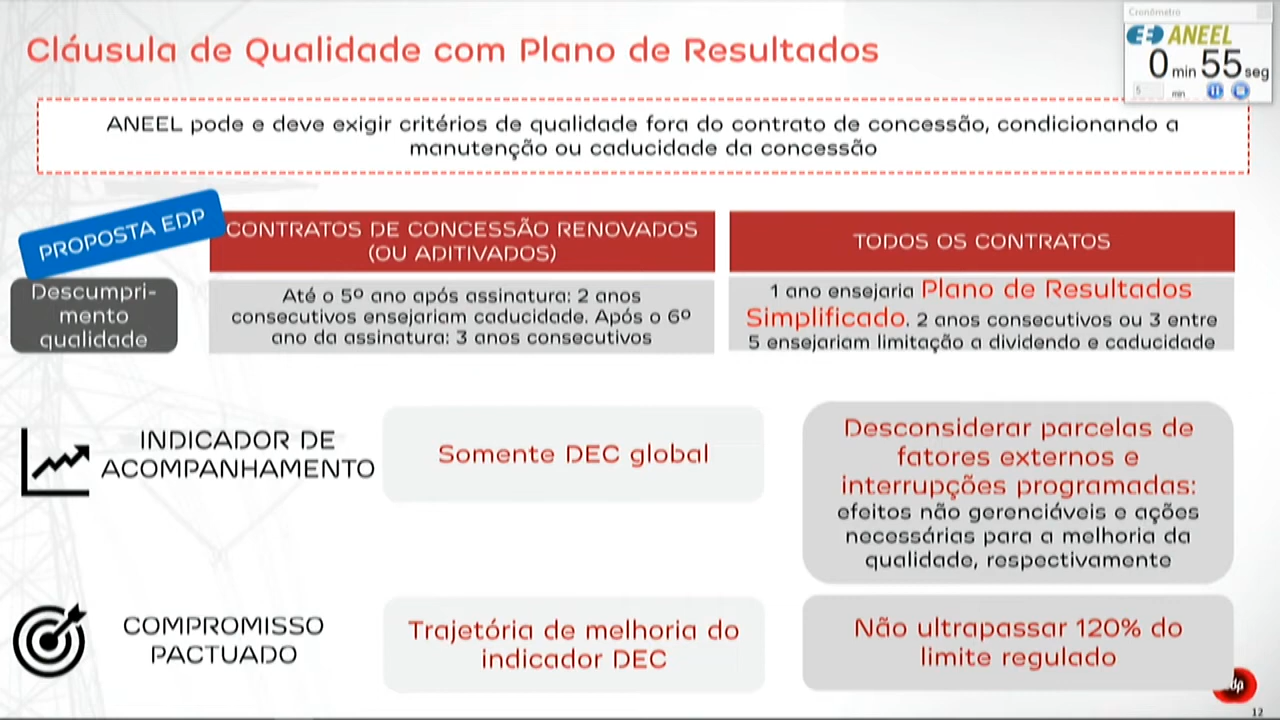 Cronômetro
ANEEL
0 min 55 seg
5 min
Cláusula de Qualidade com Plano de Resultados
ANEEL pode e deve exigir critérios de qualidade fora do contrato de concessão, condicionando a
manutenção ou caducidade da concessão
PROPOSTA EDP
CONTRATOS DE CONCESSÃO RENOVADOS
(OU ADITIVADOS)
TODOS OS CONTRATOS
Descumpri-
mento
qualidade
Até o 5º ano após assinatura: 2 anos
consecutivos ensejariam caducidade. Após o 6º
ano da assinatura: 3 anos consecutivos
1 ano ensejaria Plano de Resultados
Simplificado. 2 anos consecutivos ou 3 entre
5 ensejariam limitação a dividendo e caducidade
INDICADOR DE
ACOMPANHAMENTO
Somente DEC global
Desconsiderar parcelas de
fatores externos e
interrupções programadas:
efeitos não gerenciáveis e ações
necessárias para a melhoria da
qualidade, respectivamente
COMPROMISSO
PACTUADO
Trajetória de melhoria do
indicador DEC
Não ultrapassar 120% do
limite regulado
12